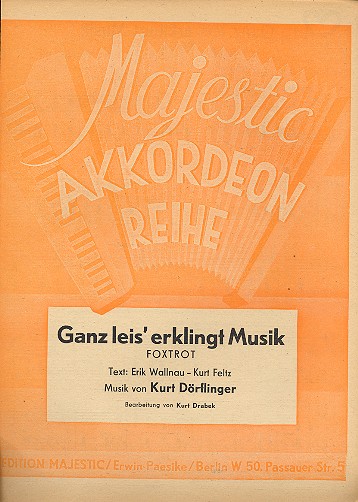 Majestic
AKKORDEON
REIHE
Ganz leis' erklingt Musik
FOXTROT
Text: Erik Wallnau - Kurt Feltz
Musik von Kurt Dörflinger
Bearbeitung von Kurt Drabek
EDITION MAJESTIC / Erwin Paesike / Berlin W 50, Passauer Str. 5